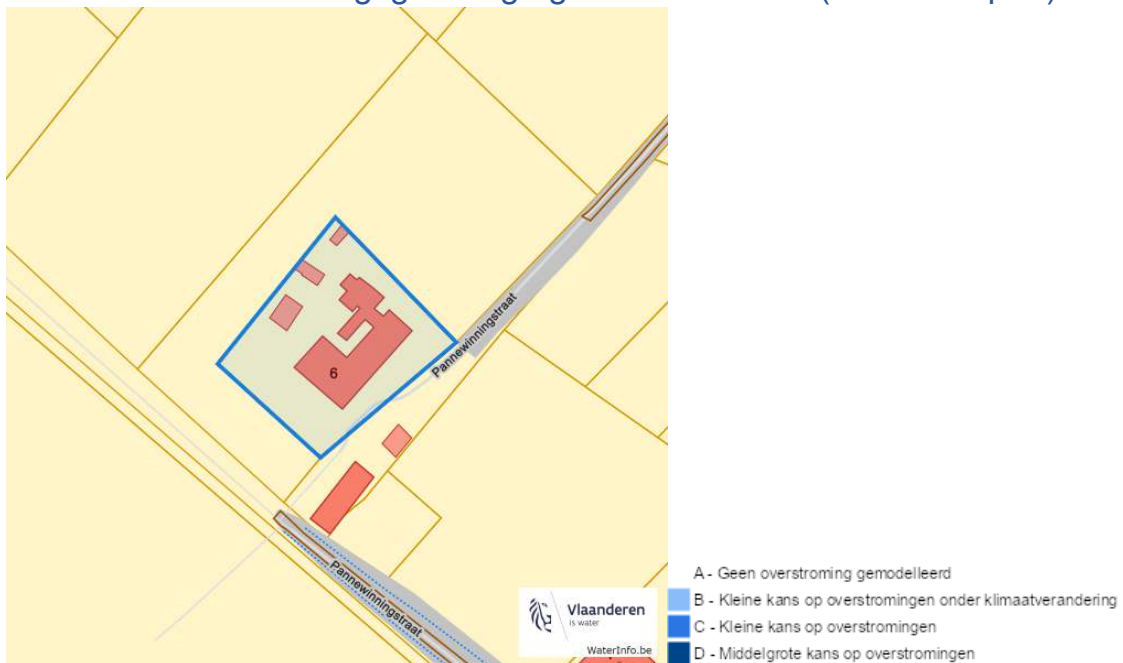 6
Pannewinningstraat
Pannewinningstraat
Vlaanderen
is water
WaterInfo.be
A - Geen overstroming gemodelleerd
B - Kleine kans op overstromingen onder klimaatverandering
C - Kleine kans op overstromingen
D - Middelgrote kans op overstromingen